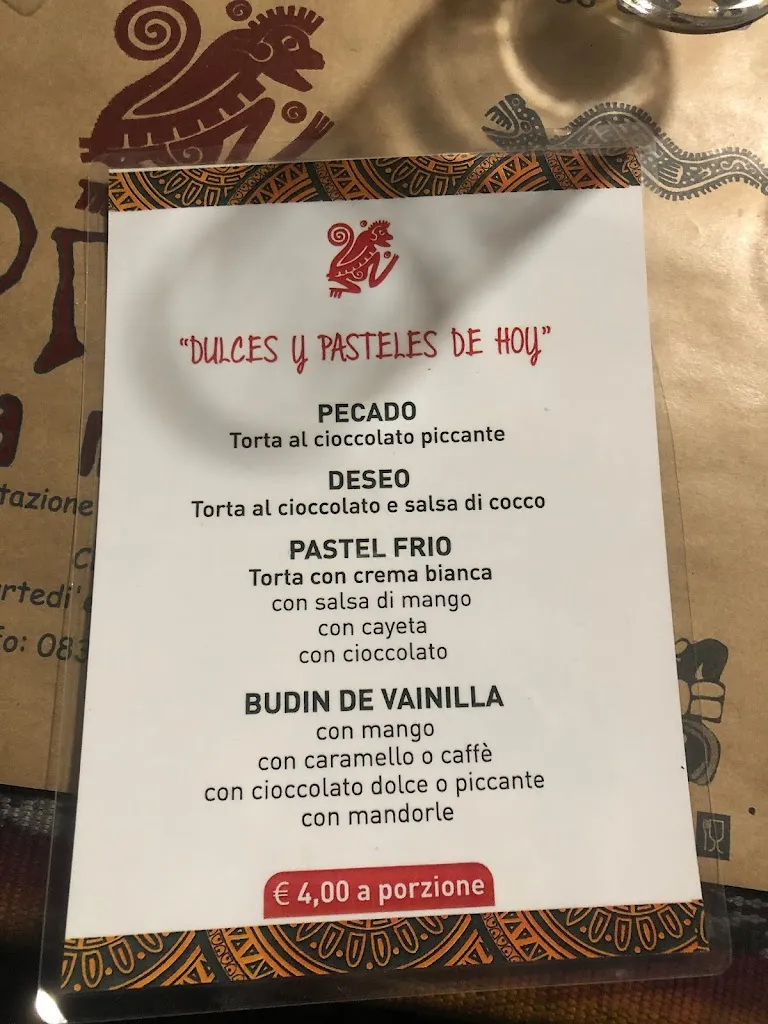 "DULCES y PASTELES DE HOY"
PECADO
Torta al cioccolato piccante
DESEO
Torta al cioccolato e salsa di cocco
PASTEL FRIO
Torta con crema bianca
con salsa di mango
con cayeta
con cioccolato
BUDIN DE VAINILLA
con mango
con caramello o caffè
con cioccolato dolce o piccante
con mandorle
€ 4,00 a porzione
tazione
rtedi'
fo: 083